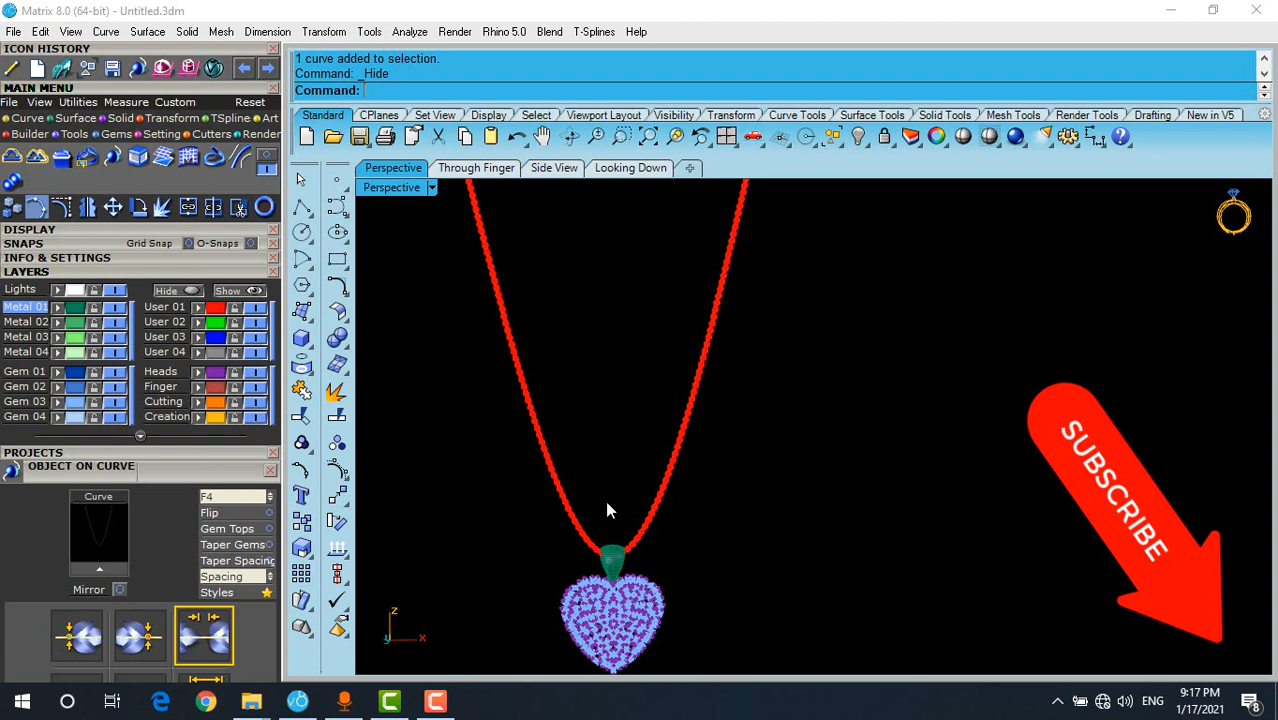 Matrix 8.0 (64-bit) - Untitled.3dm
File Edit View Curve Surface Solid Mesh Dimension Transform Tools Analyze Render Rhino 5.0 Blend T-Splines Help
ICON HISTORY
1 curve added to selection.
Command: _Hide
Command:
MAIN MENU
File View Utilities Measure Custom Reset
Curve Surface Solid Transform TSpline Art
Builder Tools Gems Setting Cutters Render
Standard CPlanes Set View Display Select Viewport Layout Visibility Transform Curve Tools Surface Tools Solid Tools Mesh Tools Render Tools Drafting New in V5
Perspective Through Finger Side View Looking Down
Perspective
DISPLAY
SNAPS Grid Snap O-Snaps
INFO & SETTINGS
LAYERS
Lights Hide Show
Metal 01 User 01
Metal 02 User 02
Metal 03 User 03
Metal 04 User 04
Gem 01 Heads
Gem 02 Finger
Gem 03 Cutting
Gem 04 Creation
PROJECTS
OBJECT ON CURVE
Curve F4
Flip
Gem Tops
Taper Gems
Taper Spacing
Spacing
Mirror Styles
z
y x
SUBSCRIBE
ENG
9:17 PM
1/17/2021
8